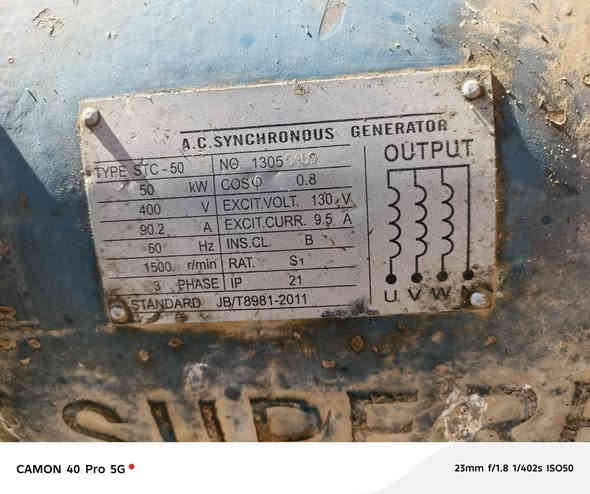 A.C.SYNCHRONOUS GENERATOR
TYPE STC-50 NO 1305
50 kW COSφ 0.8
400 V EXCIT.VOLT. 130 V
90.2 A EXCIT.CURR. 9.5 A
Hz INS.CL B
1500 r/min RAT. S1
3 PHASE IP 21
STANDARD JB/T8981-2011
OUTPUT
U V W N
SUPER
CAMON 40 Pro 5G
23mm f/1.8 1/402s ISO50